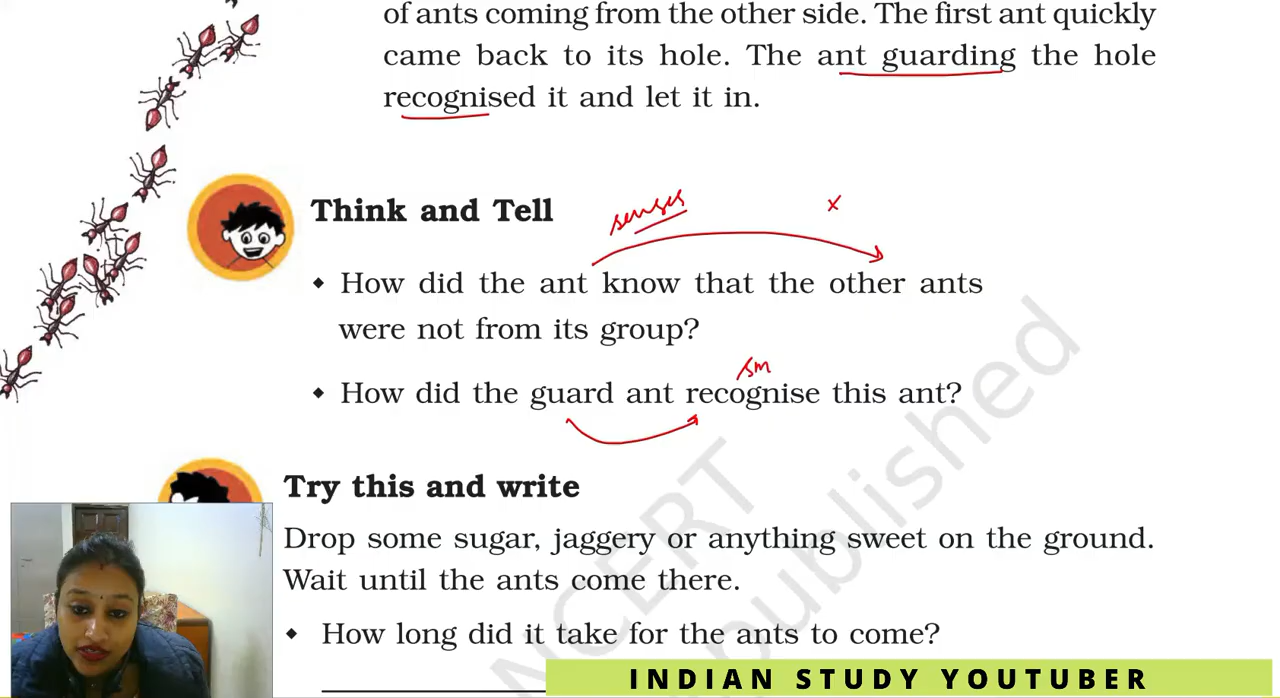 of ants coming from the other side. The first ant quickly
came back to its hole. The ant guarding the hole
recognised it and let it in.
Think and Tell
senses
x
How did the ant know that the other ants
were not from its group?
sm
How did the guard ant recognise this ant?
Try this and write
Drop some sugar, jaggery or anything sweet on the ground.
Wait until the ants come there.
How long did it take for the ants to come?
NCERT
published
INDIAN STUDY YOUTUBER